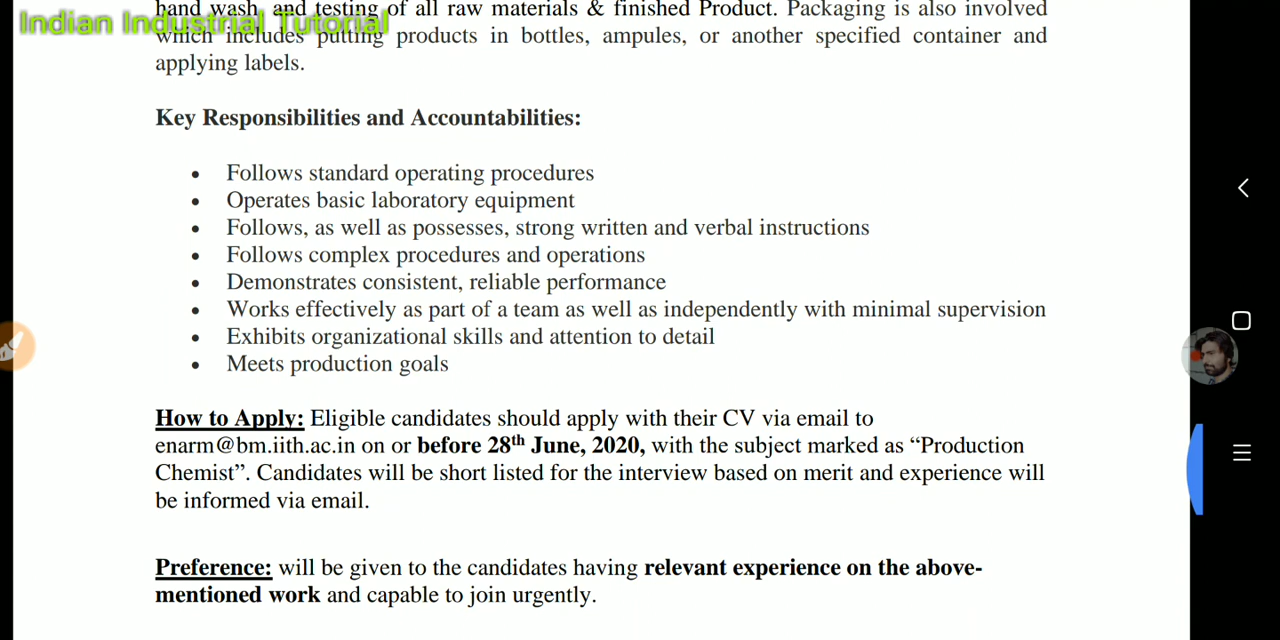 hand wash, and testing of all raw materials & finished Product. Packaging is also involved
Indian Industrial Tutorial
which includes putting products in bottles, ampules, or another specified container and
applying labels.
Key Responsibilities and Accountabilities:
• Follows standard operating procedures
• Operates basic laboratory equipment
• Follows, as well as possesses, strong written and verbal instructions
• Follows complex procedures and operations
• Demonstrates consistent, reliable performance
• Works effectively as part of a team as well as independently with minimal supervision
• Exhibits organizational skills and attention to detail
• Meets production goals
How to Apply: Eligible candidates should apply with their CV via email to
enarm@bm.iith.ac.in on or before 28th June, 2020, with the subject marked as “Production
Chemist”. Candidates will be short listed for the interview based on merit and experience will
be informed via email.
Preference: will be given to the candidates having relevant experience on the above-
mentioned work and capable to join urgently.